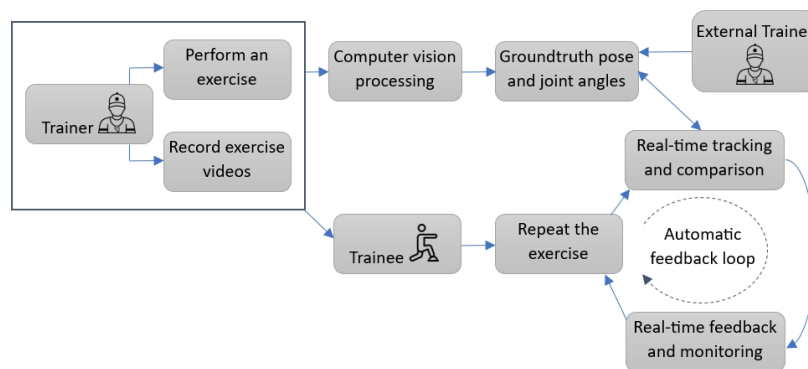 Perform an
exercise
Trainer
Record exercise
videos
Computer vision
processing
Groundtruth pose
and joint angles
External Traine
Real-time tracking
and comparison
Trainee
Repeat the
exercise
Automatic
feedback loop
Real-time feedback
and monitoring